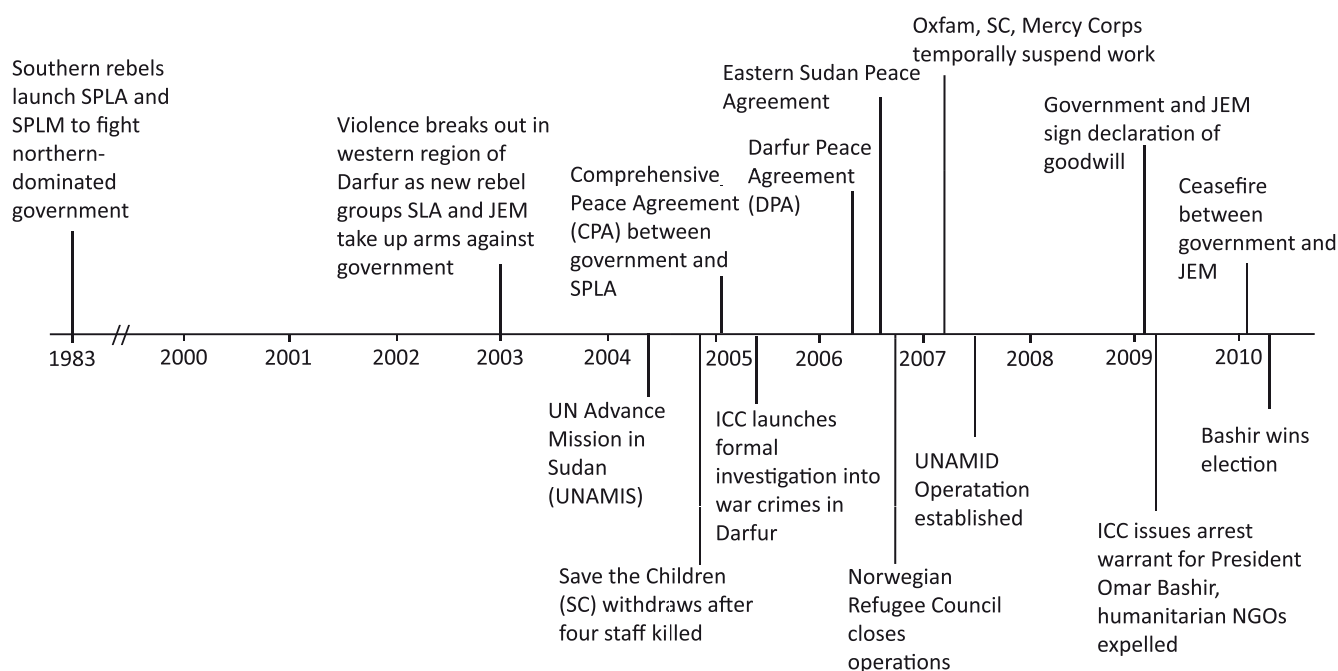 Southern rebels
launch SPLA and
SPLM to fight
northern-
dominated
government
Violence breaks out in
western region of
Darfur as new rebel
groups SLA and JEM
take up arms against
government
Comprehensive
Peace Agreement
(CPA) between
government and
SPLA
Darfur Peace
Agreement
(DPA)
Eastern Sudan Peace
Agreement
Oxfam, SC, Mercy Corps
temporally suspend work
Government and JEM
sign declaration of
goodwill
Ceasefire
between
government and
JEM
1983 // 2000 2001 2002 2003 2004 2005 2006 2007 2008 2009 2010
UN Advance
Mission in
Sudan
(UNAMIS)
Save the Children
(SC) withdraws after
four staff killed
ICC launches
formal
investigation into
war crimes in
Darfur
Norwegian
Refugee Council
closes
operations
UNAMID
Operatation
established
ICC issues arrest
warrant for President
Omar Bashir,
humanitarian NGOs
expelled
Bashir wins
election